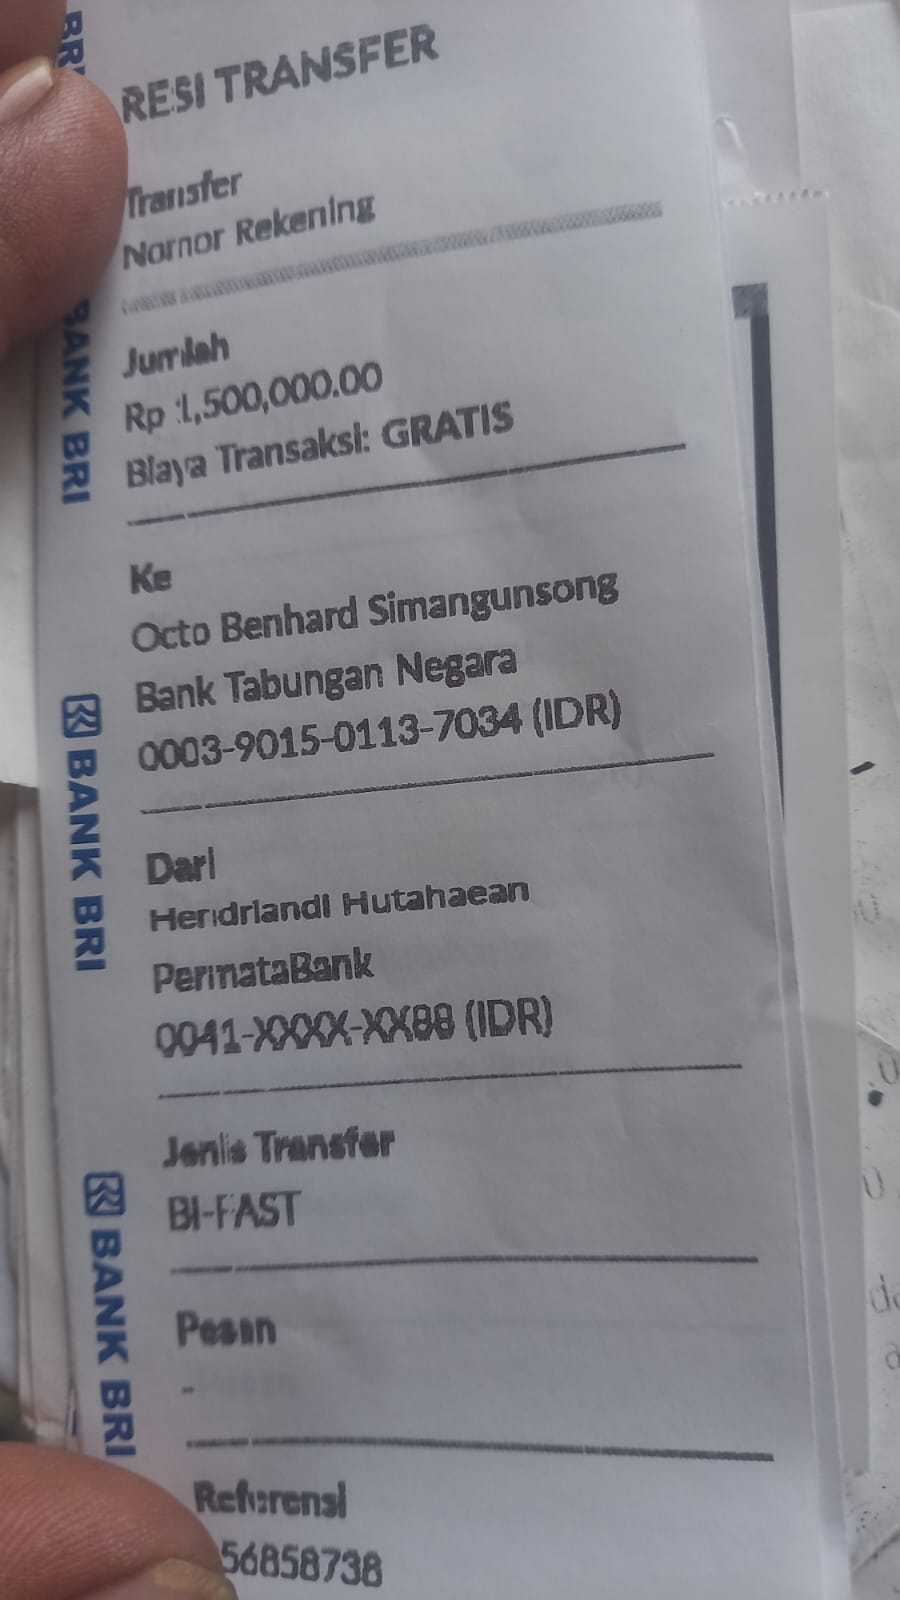 RESI TRANSFER
Transfer
Nomor Rekening
Jumlah
Rp 1,500,000.00
Biaya Transaksi: GRATIS
Ke
Octo Benhard Simangunsong
Bank Tabungan Negara
0003-9015-0113-7034 (IDR)
Dari
Hendriandi Hutahaean
PermataBank
0041-XXXX-XX88 (IDR)
Jenis Transfer
BI-FAST
Pesan
-
Referensi
56858738
BANK BRI
BANK BRI
BANK BRI